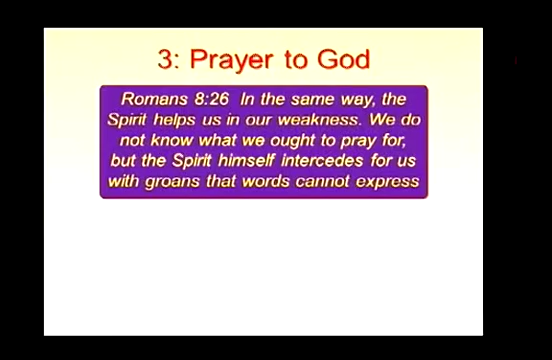 3: Prayer to God
Romans 8:26 In the same way, the
Spirit helps us in our weakness. We do
not know what we ought to pray for,
but the Spirit himself intercedes for us
with groans that words cannot express